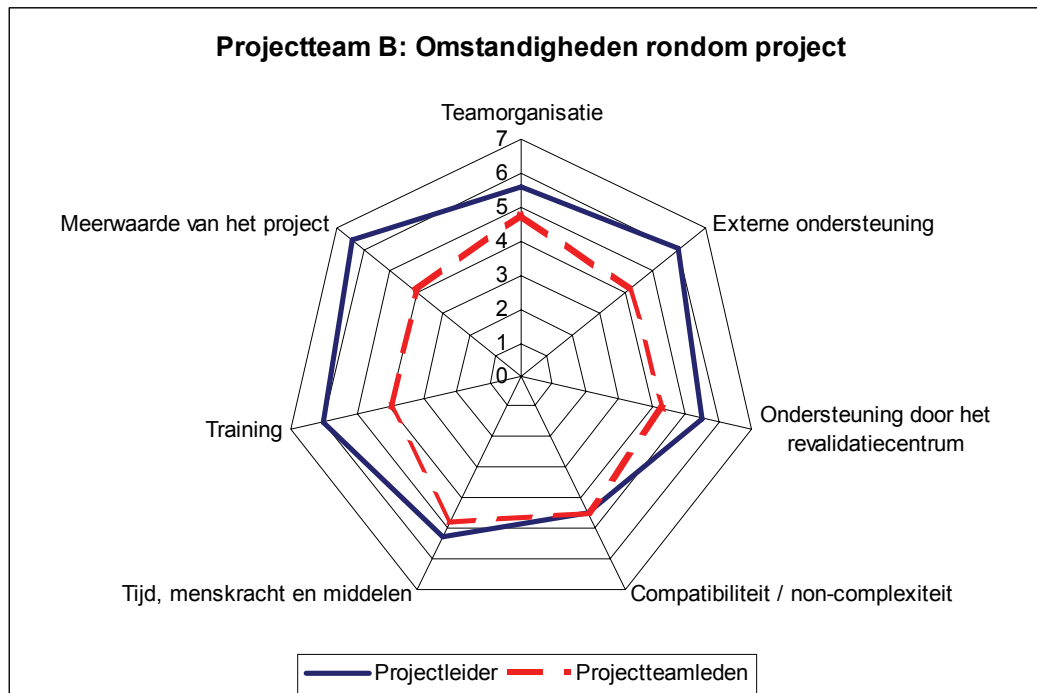 Projectteam B: Omstandigheden rondom project
Teamorganisatie
7
6
5
4
3
2
1
0
Meerwaarde van het project
Externe ondersteuning
Training
Ondersteuning door het
revalidatiecentrum
Tijd, menskracht en middelen
Compatibiliteit / non-complexiteit
Projectleider
Projectteamleden